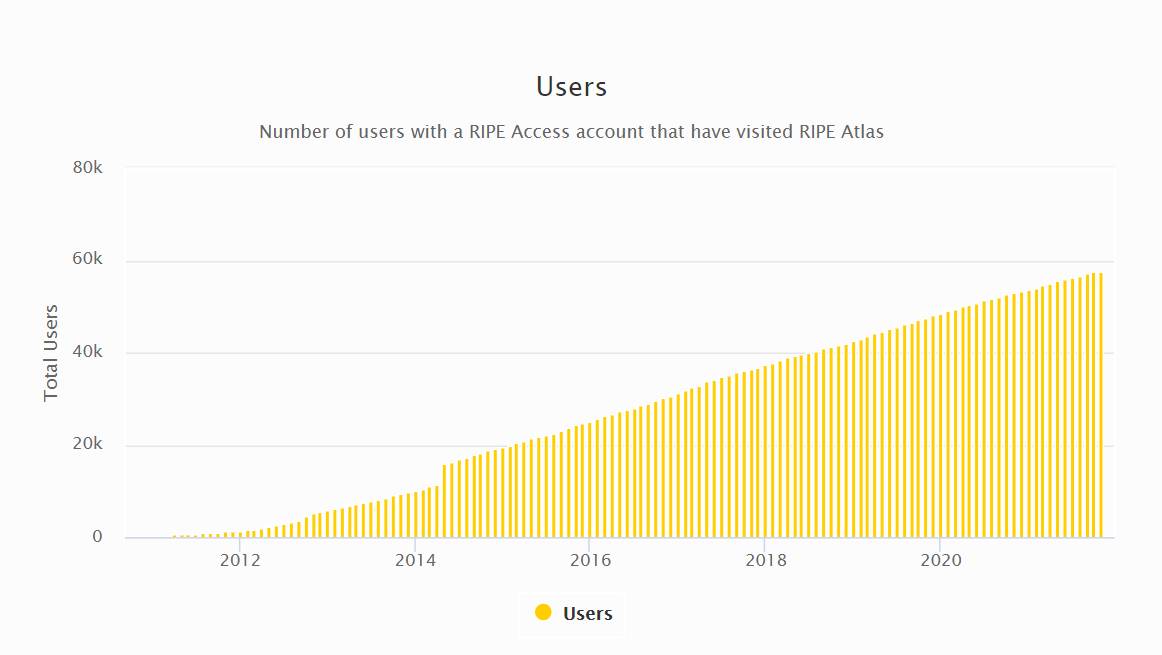 Users
Number of users with a RIPE Access account that have visited RIPE Atlas
80k
60k
40k
20k
0
Total Users
2012
2014
2016
2018
2020
Users